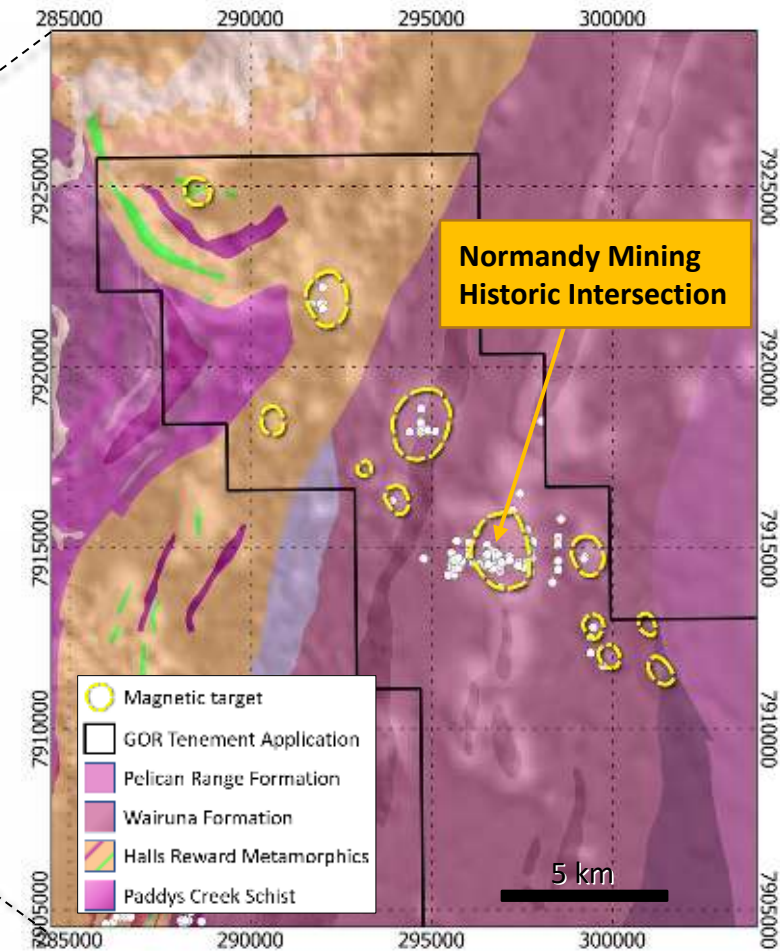 285000 290000 295000 300000
7925000 7925000
Normandy Mining
Historic Intersection
7920000 7920000
7915000 7915000
Magnetic target
7910000 7910000
GOR Tenement Application
Pelican Range Formation
Wairuna Formation
Halls Reward Metamorphics
5 km
Paddys Creek Schist
7905000 7905000
285000 290000 295000 300000